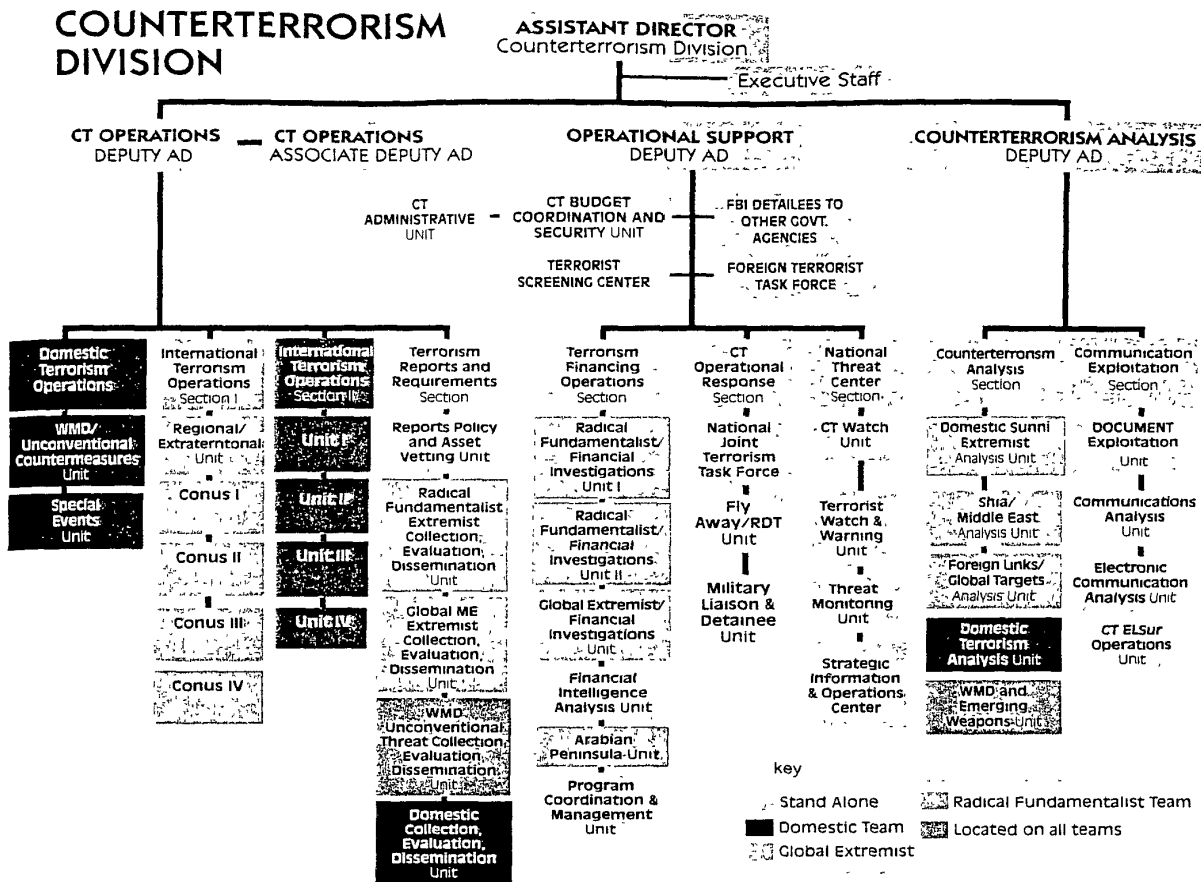 COUNTERTERRORISM
DIVISION
ASSISTANT DIRECTOR
Counterterrorism Division
Executive Staff
CT OPERATIONS
DEPUTY AD
CT OPERATIONS
ASSOCIATE DEPUTY AD
OPERATIONAL SUPPORT
DEPUTY AD
COUNTERTERRORISM ANALYSIS
DEPUTY AD
CT
ADMINISTRATIVE
UNIT
CT BUDGET
COORDINATION AND
SECURITY UNIT
FBI DETAILEES TO
OTHER GOVT.
AGENCIES
TERRORIST
SCREENING CENTER
FOREIGN TERRORIST
TASK FORCE
Domestic
Terrorism
Operations
WMD/
Unconventional
Countermeasures
Unit
Special
Events
Unit
International
Terrorism
Operations
Section I
Regional/
Extraterritorial
Unit
Conus I
Conus II
Conus III
Conus IV
International
Terrorism
Operations
Section II
Unit I
Unit II
Unit III
Unit IV
Terrorism
Reports and
Requirements
Section
Reports Policy
and Asset
Vetting Unit
Radical
Fundamentalist
Extremist
Collection,
Evaluation,
Dissemination
Unit
Global ME
Extremist
Collection,
Evaluation,
Dissemination
Unit
WMD
Unconventional
Threat Collection,
Evaluation,
Dissemination
Unit
Domestic
Collection,
Evaluation,
Dissemination
Unit
Terrorism
Financing
Operations
Section
Radical
Fundamentalist/
Financial
Investigations
Unit I
Radical
Fundamentalist/
Financial
Investigations
Unit II
Global Extremist/
Financial
Investigations
Unit
Financial
Intelligence
Analysis Unit
Arabian
Peninsula Unit
Program
Coordination &
Management
Unit
CT
Operational
Response
Section
National
Joint
Terrorism
Task Force
Fly
Away/RDT
Unit
Military
Liaison &
Detainee
Unit
National
Threat
Center
Section
CT Watch
Unit
Terrorist
Watch &
Warning
Unit
Threat
Monitoring
Unit
Strategic
Information
& Operations
Center
Counterterrorism
Analysis
Section
Domestic Sunni
Extremist
Analysis Unit
Shia/
Middle East
Analysis Unit
Foreign Links/
Global Targets
Analysis Unit
Domestic
Terrorism
Analysis Unit
WMD and
Emerging
Weapons Unit
Communication
Exploitation
Section
DOCUMENT
Exploitation
Unit
Communications
Analysis
Unit
Electronic
Communication
Analysis Unit
CT ELSur
Operations
Unit
key
Stand Alone
Domestic Team
Global Extremist
Radical Fundamentalist Team
Located on all teams